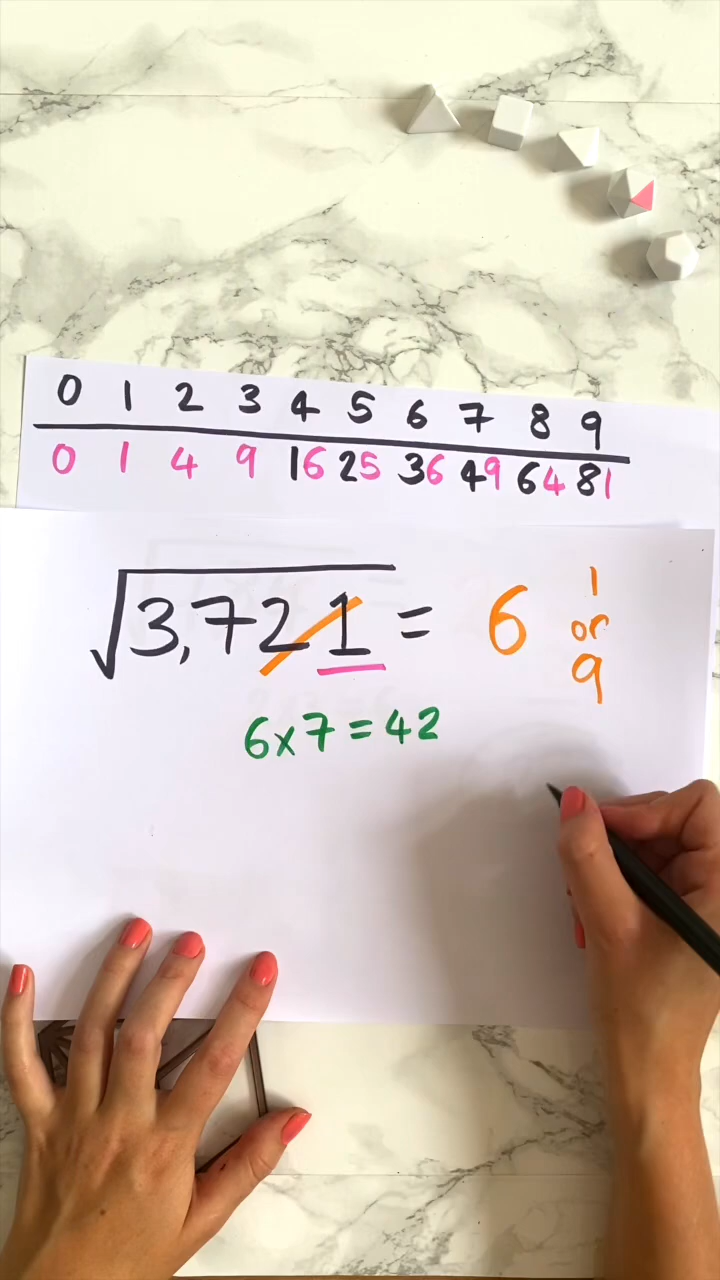 0 1 2 3 4 5 6 7 8 9
0 1 4 9 16 25 36 49 64 81
√3,721 = 6 1 or 9
6x7=42